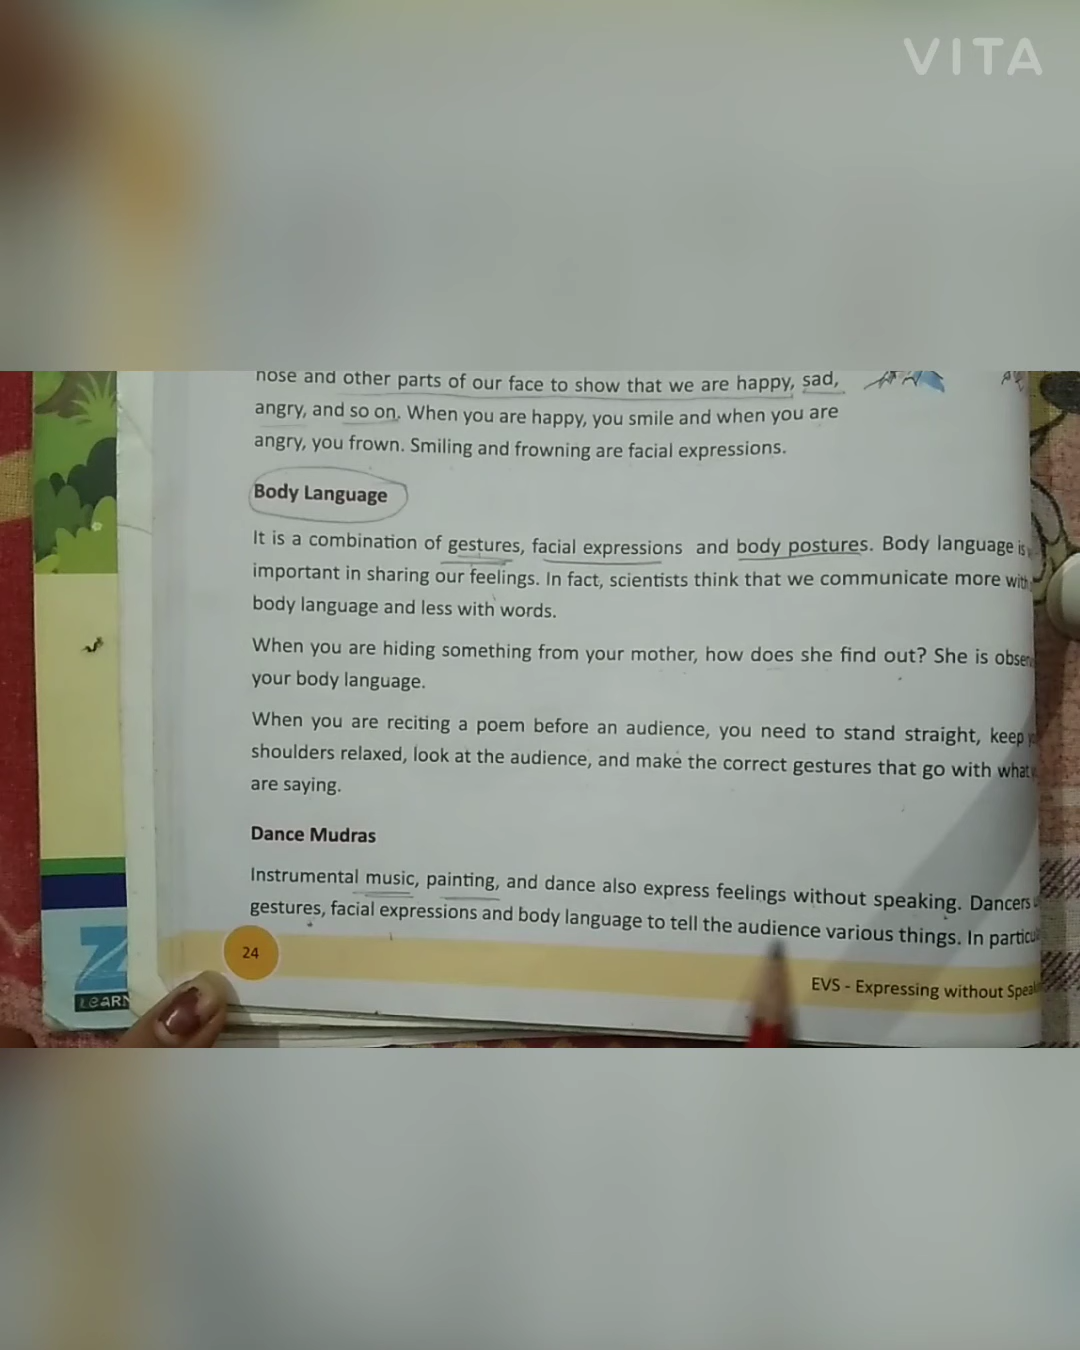 VITA
nose and other parts of our face to show that we are happy, sad,
angry, and so on. When you are happy, you smile and when you are
angry, you frown. Smiling and frowning are facial expressions.
Body Language
It is a combination of gestures, facial expressions and body postures. Body language is
important in sharing our feelings. In fact, scientists think that we communicate more with
body language and less with words.
When you are hiding something from your mother, how does she find out? She is
your body language.
When you are reciting a poem before an audience, you need to stand straight, keep
shoulders relaxed, look at the audience, and make the correct gestures that go with what
are saying.
Dance Mudras
Instrumental music, painting, and dance also express feelings without speaking. Dancers
gestures, facial expressions and body language to tell the audience various things. In
24
EVS - Expressing without
LEARN